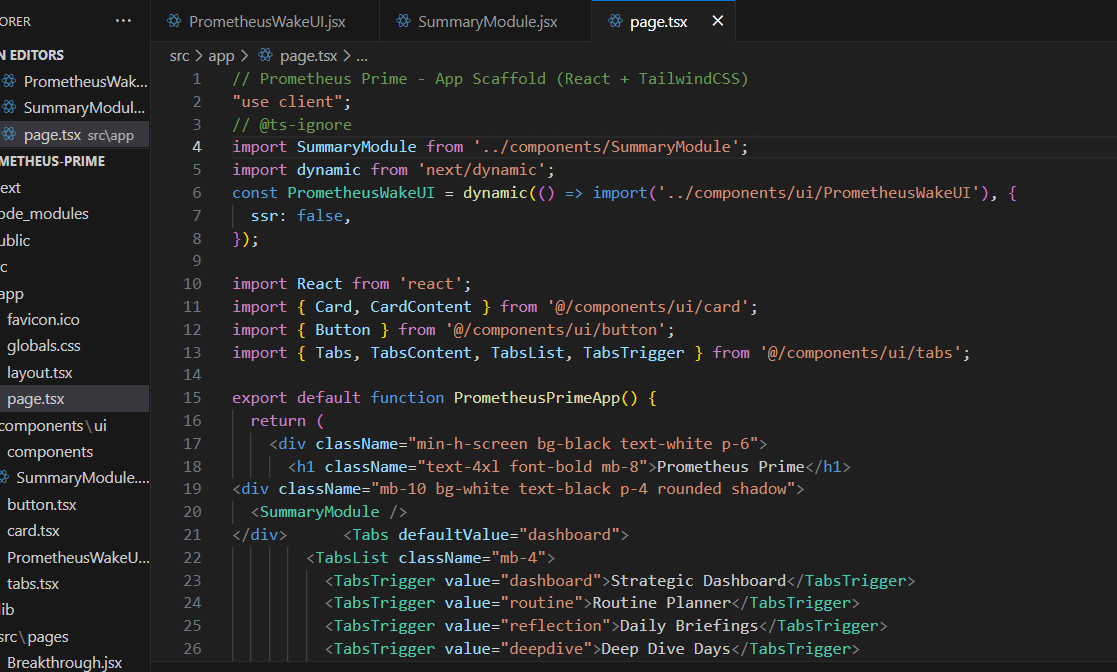 ORER ...
PrometheusWakeUI.jsx
SummaryModule.jsx
page.tsx ×
N EDITORS
PrometheusWak...
SummaryModul...
page.tsx src\app
METHEUS-PRIME
ext
ode_modules
ublic
c
app
favicon.ico
globals.css
layout.tsx
page.tsx
components\ui
components
SummaryModule....
button.tsx
card.tsx
PrometheusWakeU...
tabs.tsx
lib
src\pages
Breakthrough.jsx
src > app > page.tsx > ...
1 // Prometheus Prime - App Scaffold (React + TailwindCSS)
2 "use client";
3 // @ts-ignore
4 import SummaryModule from '../components/SummaryModule';
5 import dynamic from 'next/dynamic';
6 const PrometheusWakeUI = dynamic(() => import('../components/ui/PrometheusWakeUI'), {
7 ssr: false,
8 });
9
10 import React from 'react';
11 import { Card, CardContent } from '@/components/ui/card';
12 import { Button } from '@/components/ui/button';
13 import { Tabs, TabsContent, TabsList, TabsTrigger } from '@/components/ui/tabs';
14
15 export default function PrometheusPrimeApp() {
16 return (
17 <div className="min-h-screen bg-black text-white p-6">
18 <h1 className="text-4xl font-bold mb-8">Prometheus Prime</h1>
19 <div className="mb-10 bg-white text-black p-4 rounded shadow">
20 <SummaryModule />
21 </div> <Tabs defaultValue="dashboard">
22 <TabsList className="mb-4">
23 <TabsTrigger value="dashboard">Strategic Dashboard</TabsTrigger>
24 <TabsTrigger value="routine">Routine Planner</TabsTrigger>
25 <TabsTrigger value="reflection">Daily Briefings</TabsTrigger>
26 <TabsTrigger value="deepdive">Deep Dive Days</TabsTrigger>